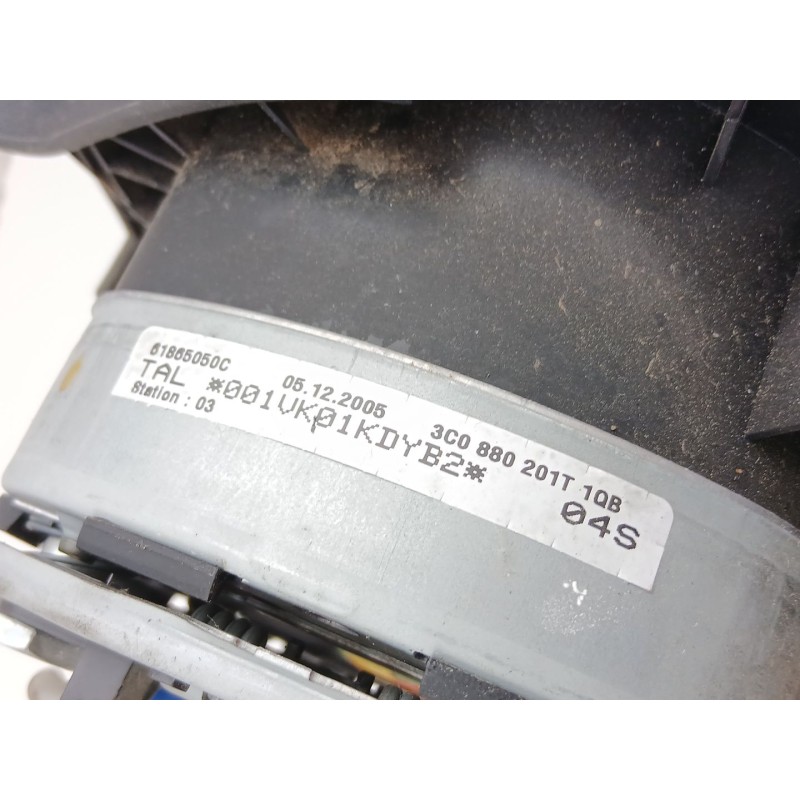 61865050C 05.12.2005 3C0 880 201T 1QB
TAL *001VK01KDYB2* 04S
Station : 03